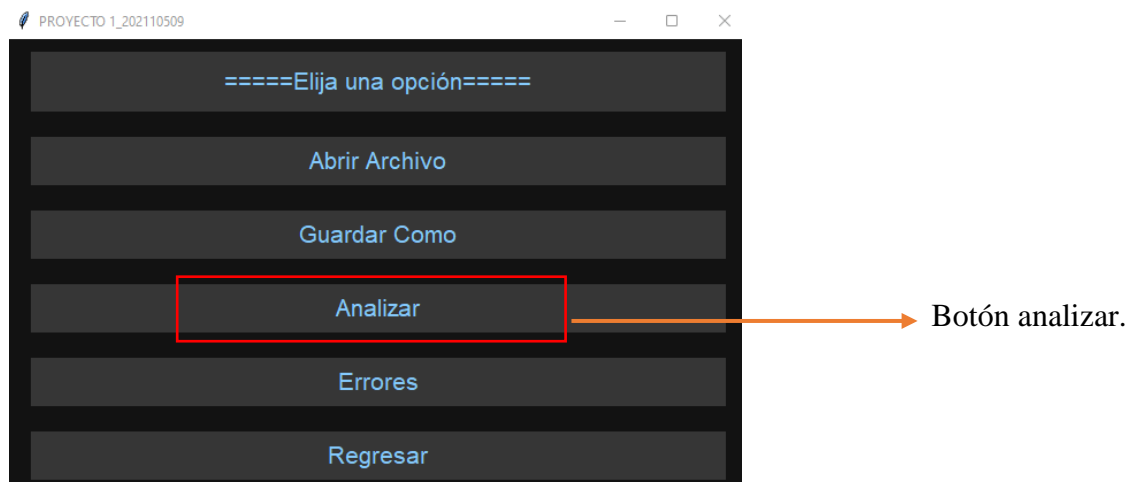 PROYECTO 1_202110509
=====Elija una opción=====
Abrir Archivo
Guardar Como
Analizar
Botón analizar.
Errores
Regresar